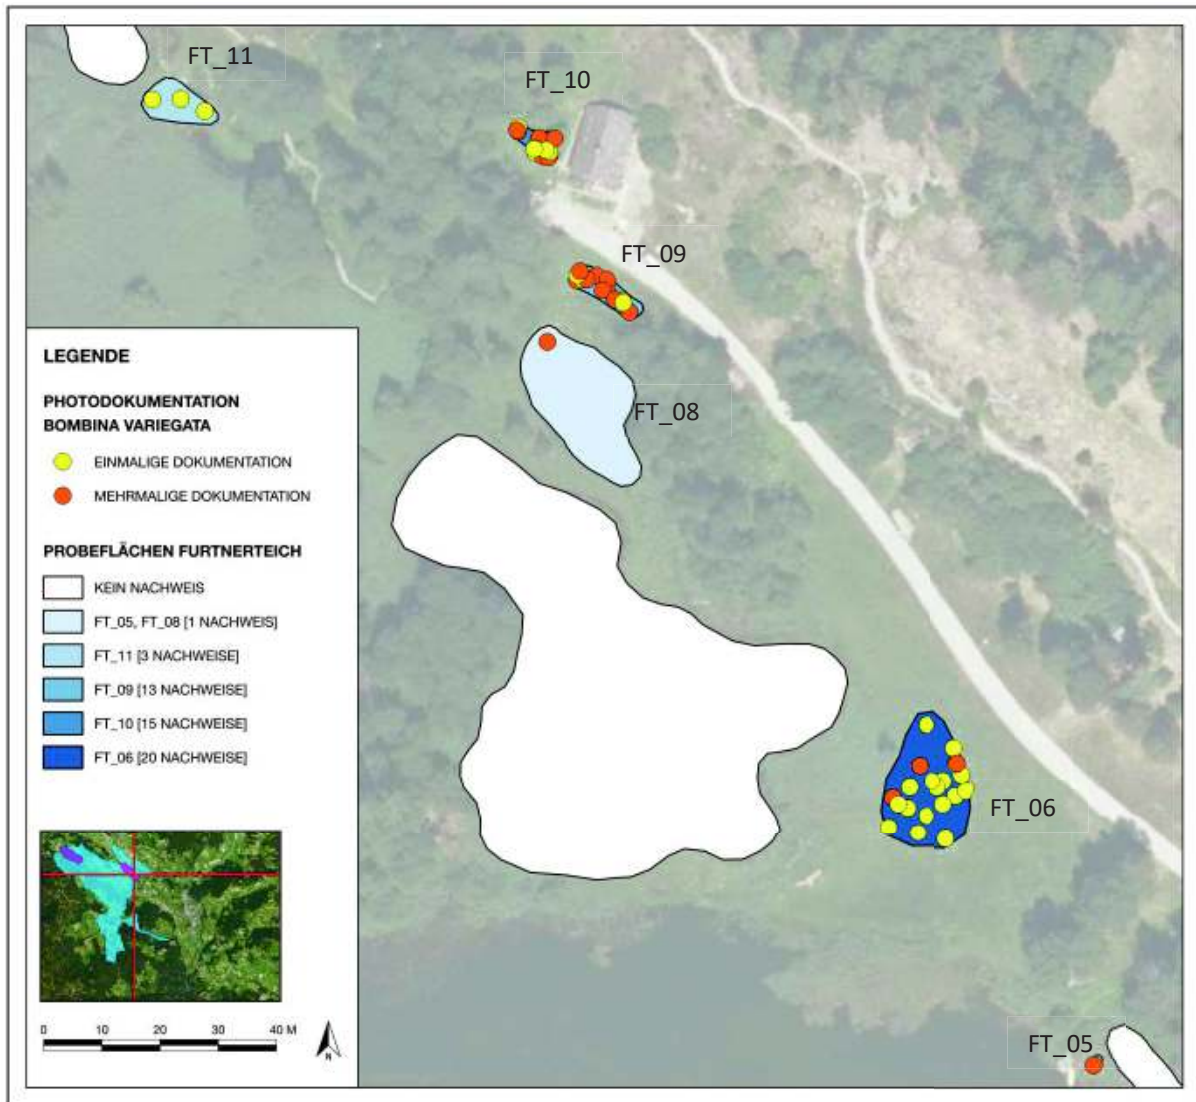 FT_11
FT_10
FT_09
FT_08
FT_06
FT_05
LEGENDE
PHOTODOKUMENTATION
BOMBINA VARIEGATA
EINMALIGE DOKUMENTATION
MEHRMALIGE DOKUMENTATION
PROBEFLÄCHEN FURTNERTEICH
KEIN NACHWEIS
FT_05, FT_08 [1 NACHWEIS]
FT_11 [3 NACHWEISE]
FT_09 [13 NACHWEISE]
FT_10 [15 NACHWEISE]
FT_06 [20 NACHWEISE]
0 10 20 30 40 M
N